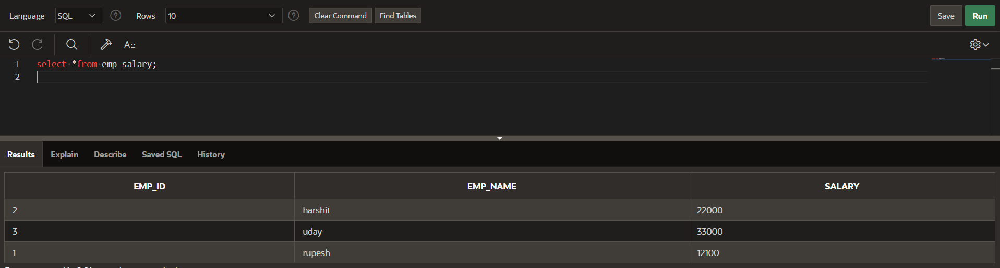 Language SQL ? Rows 10 ? Clear Command Find Tables Save Run
A::
1 select *from emp_salary;
2
Results Explain Describe Saved SQL History
EMP_ID EMP_NAME SALARY
2 harshit 22000
3 uday 33000
1 rupesh 12100